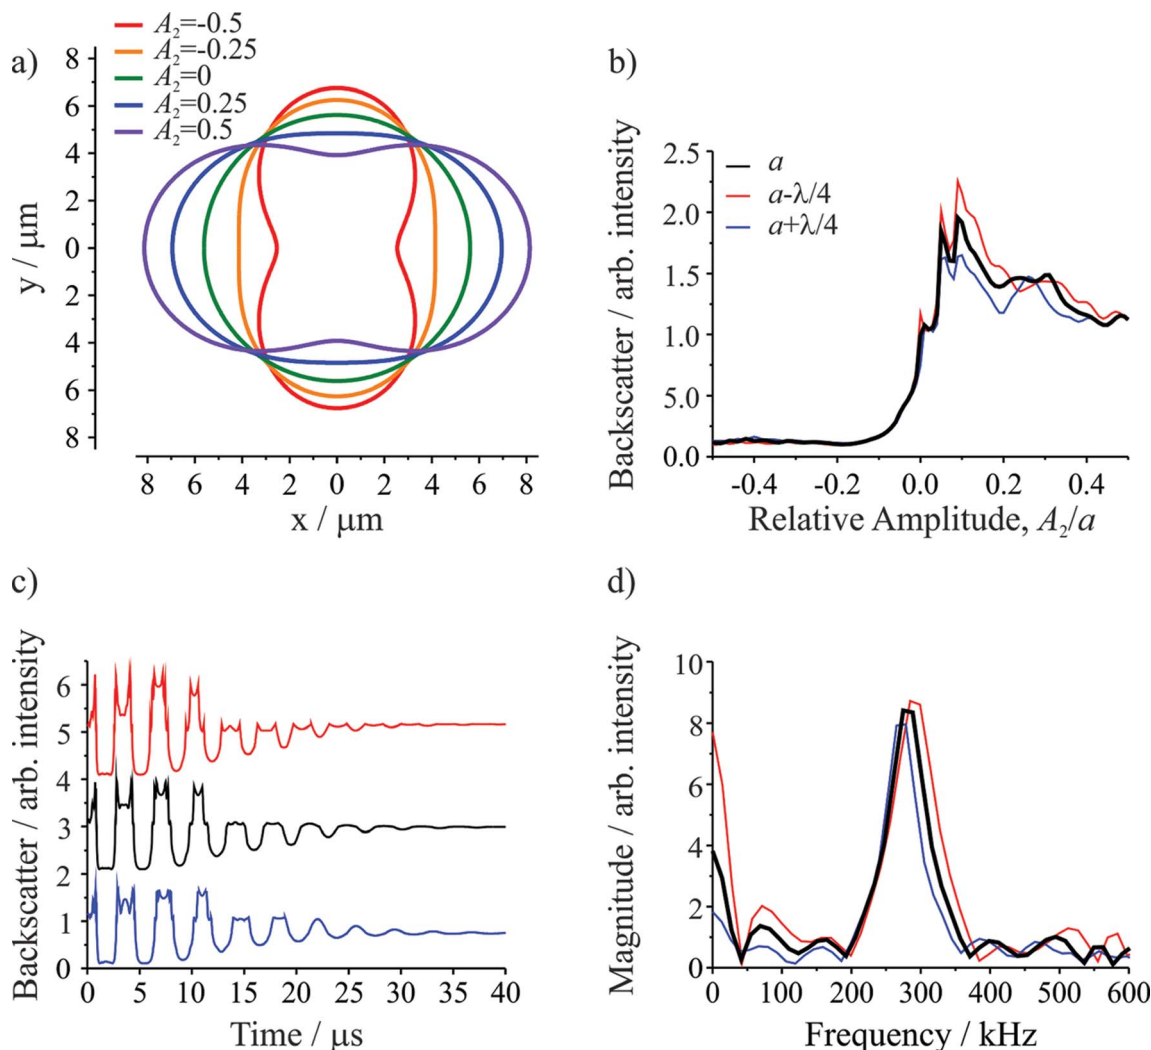 a)
A₂=-0.5
A₂=-0.25
A₂=0
A₂=0.25
A₂=0.5
8
6
4
2
0
2
4
6
8
y / μm
8 6 4 2 0 2 4 6 8
x / μm
b)
a
a-λ/4
a+λ/4
2.5
2.0
1.5
1.0
5.0
0.0
Backscatter / arb. intensity
-0.4 -0.2 0.0 0.2 0.4
Relative Amplitude, A₂/a
c)
6
5
4
3
2
1
0
Backscatter / arb. intensity
0 5 10 15 20 25 30 35 40
Time / μs
d)
10
8
6
4
2
0
Magnitude / arb. intensity
0 100 200 300 400 500 600
Frequency / kHz